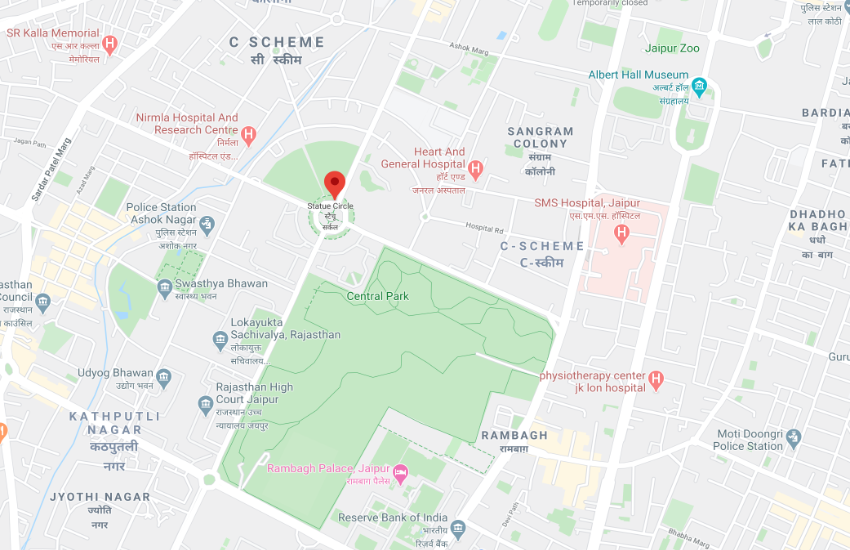 Temporarily closed
पुलिस स्टेशन
लाल कोठी
SR Kalla Memorial
एस आर कल्ला
मेमोरियल
C SCHEME
सी स्कीम
Ashok Marg
Jaipur Zoo
Albert Hall Museum
अल्बर्ट हॉल
संग्रहालय
Nirmla Hospital And
Research Centre
निर्मला
हॉस्पिटल एंड...
Jagan Path
Sardar Patel Marg
Azad Marg
Heart And
General Hospital
हॉर्ट एण्ड
जनरल अस्पताल
SANGRAM
COLONY
संग्राम
कॉलोनी
BARDIA
FATE
Police Station
Ashok Nagar
पुलिस स्टेशन
अशोक नगर
Statue Circle
स्टैचू
सर्कल
SMS Hospital, Jaipur
एस.एम.एस. हॉस्पिटल
Hospital Rd
C-SCHEME
C-स्कीम
DHADHO
KA BAGH
धधो
का बाग
Swasthya Bhawan
स्वास्थ्य भवन
Central Park
Council
राजस्थान
काउंसिल
Lokayukta
Sachivalya, Rajasthan
लोकायुक्त
सचिवालय,
Udyog Bhawan
उद्योग भवन
Rajasthan High
Court Jaipur
राजस्थान उच्च
न्यायालय जयपुर
physiotherapy center
jk lon hospital
KATHPUTLI
NAGAR
कठपुतली
नगर
RAMBAGH
रामबाग़
Moti Doongri
Police Station
Rambagh Palace, Jaipur
रामबाग पैलेस
JYOTHI NAGAR
ज्योति
नगर
Reserve Bank of India
भारतीय
रिज़र्व बैंक
Devi Path
Bhabha Marg